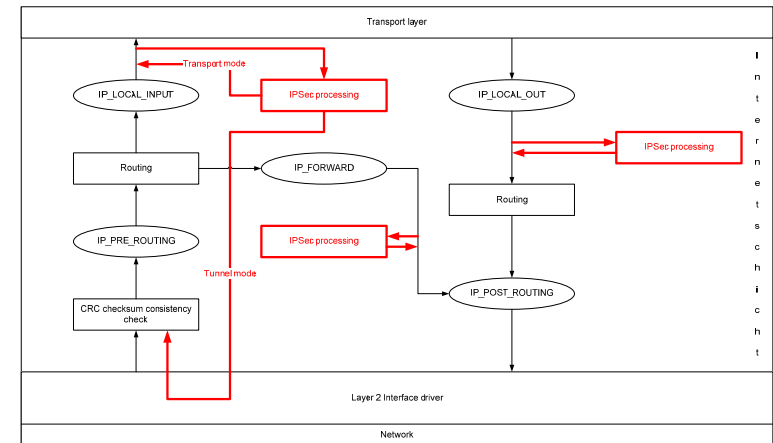 Transport layer
Transport mode
IP_LOCAL_INPUT
IPSec processing
IP_LOCAL_OUT
IPSec processing
Routing
IP_FORWARD
Routing
IP_PRE_ROUTING
IPSec processing
Tunnel mode
IP_POST_ROUTING
CRC checksum consistency
check
Internetschicht
Layer 2 Interface driver
Network